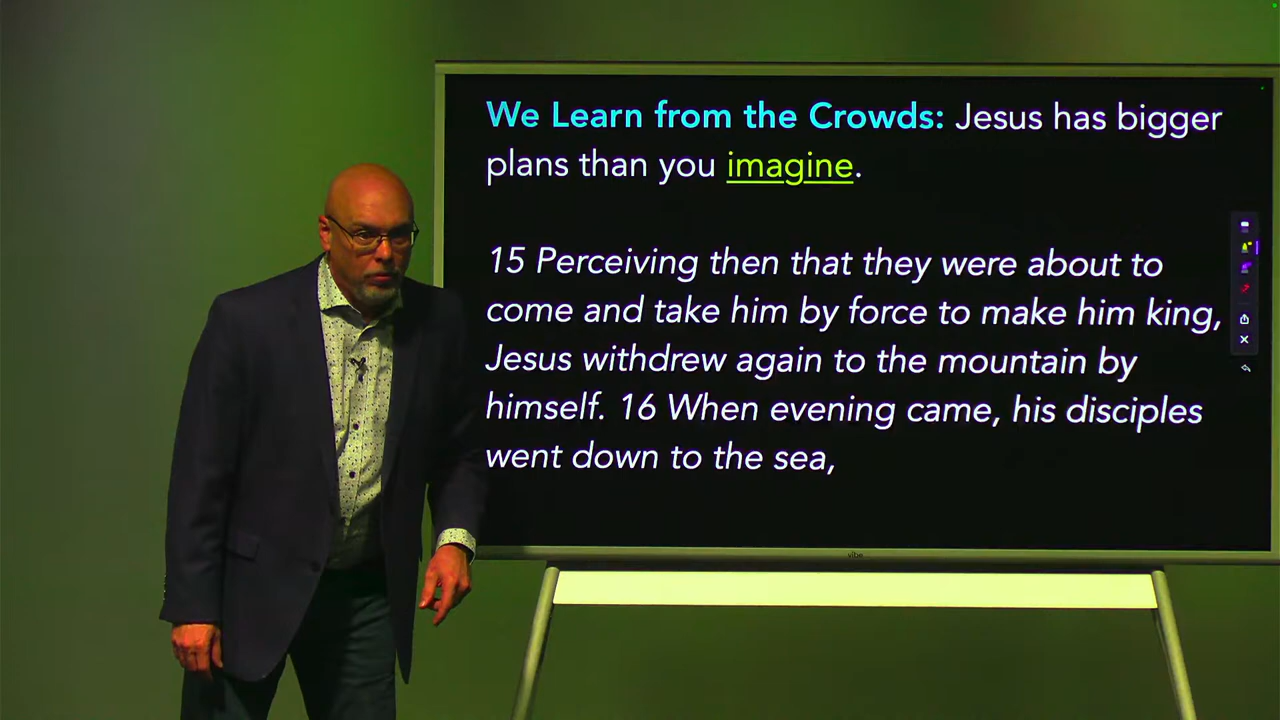 We Learn from the Crowds: Jesus has bigger
plans than you imagine.
15 Perceiving then that they were about to
come and take him by force to make him king,
Jesus withdrew again to the mountain by
himself. 16 When evening came, his disciples
went down to the sea,
vibe